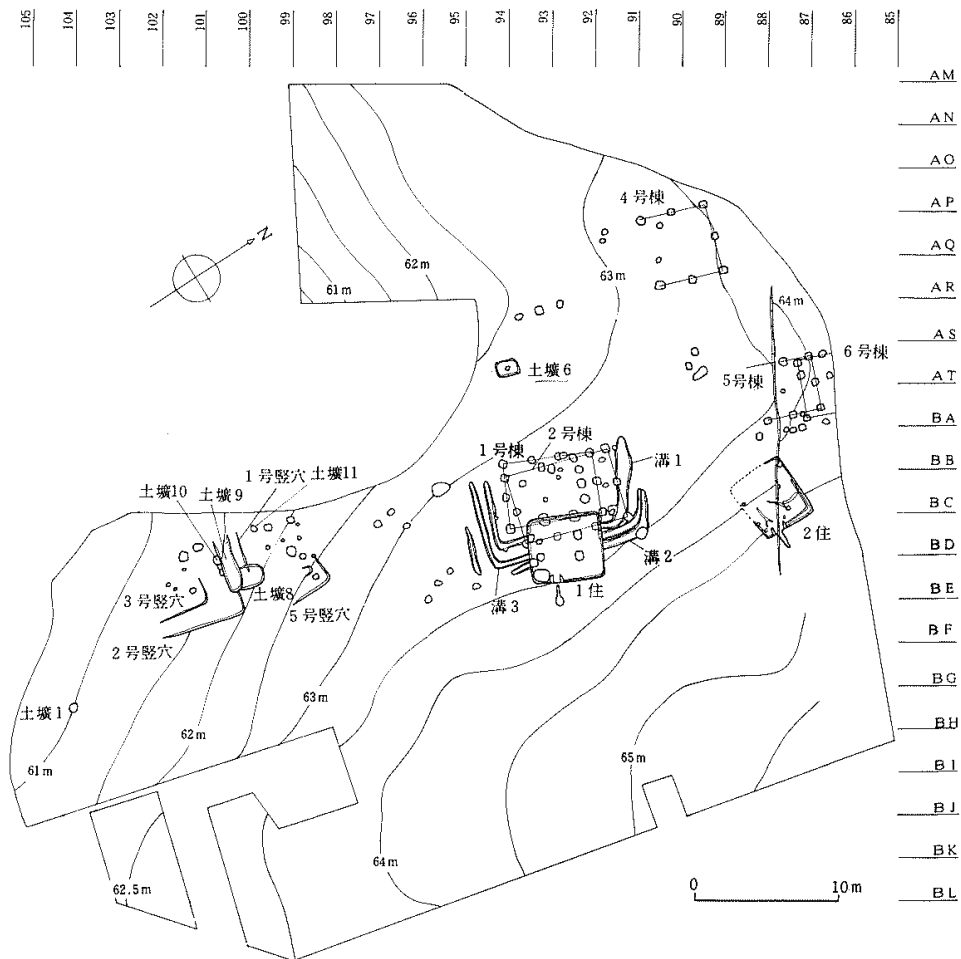 105 104 103 102 101 100 99 98 97 96 95 94 93 92 91 90 89 88 87 86 85
AM
AN
AO
AP
AQ
AR
AS
AT
BA
BB
BC
BD
BE
BF
BG
BH
BI
BJ
BK
BL
N
4号棟
62m
63m
61m
64m
6号棟
5号棟
土壙6
2号棟
1号棟
溝1
1号竪穴
土壙11
土壙9
土壙10
2住
溝2
土壙8
1住
3号竪穴
5号竪穴
溝3
2号竪穴
63m
土壙1
62m
65m
61m
64m
62.5m
0 10m